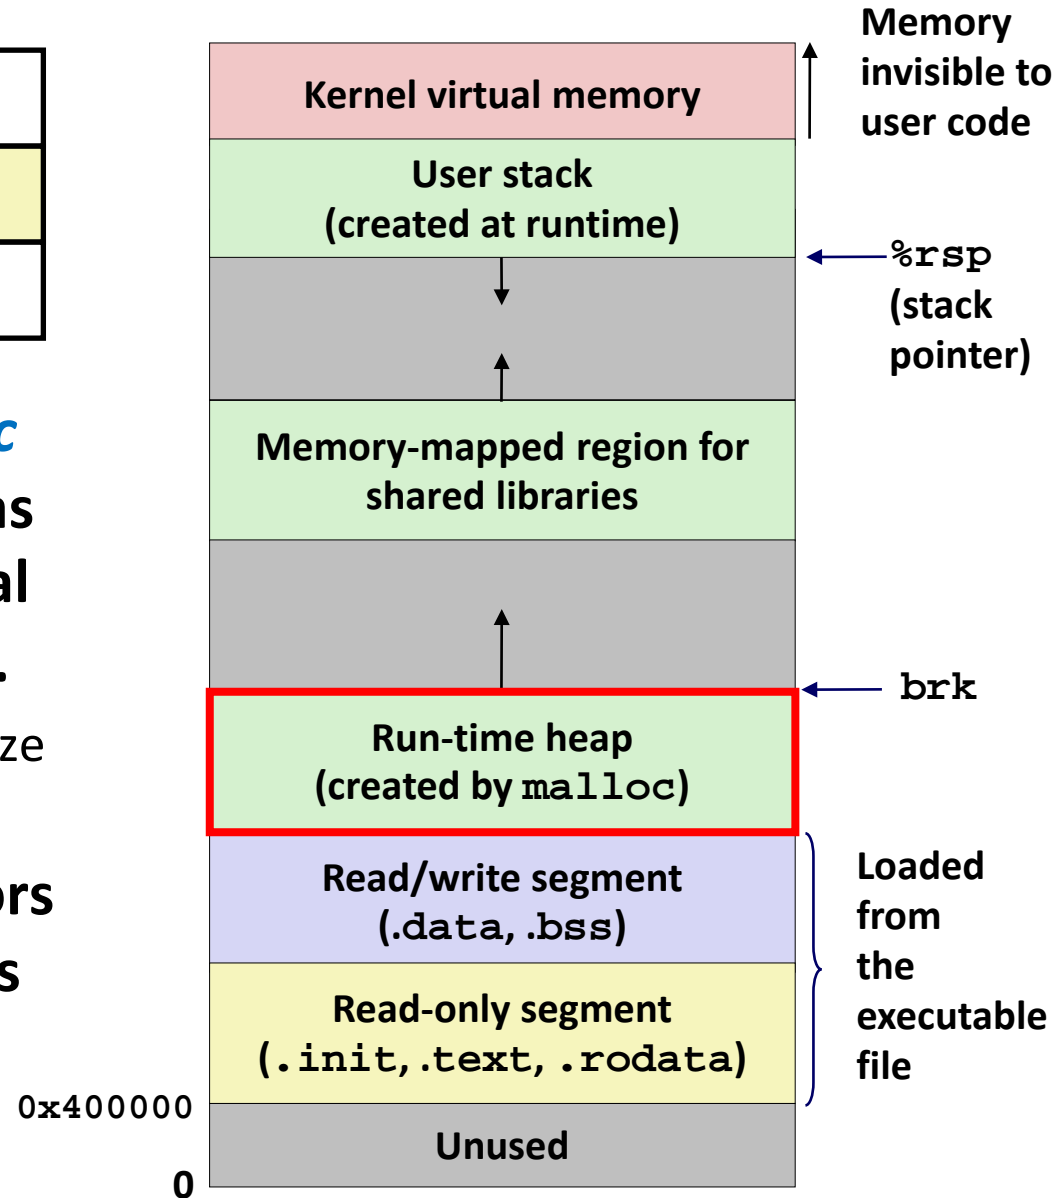 Memory
invisible to
user code
Kernel virtual memory
User stack
(created at runtime)
%rsp
(stack
pointer)
Memory-mapped region for
shared libraries
brk
Run-time heap
(created by malloc)
Read/write segment
(.data, .bss)
Loaded
from
the
executable
file
Read-only segment
(.init, .text, .rodata)
0x400000
Unused
0